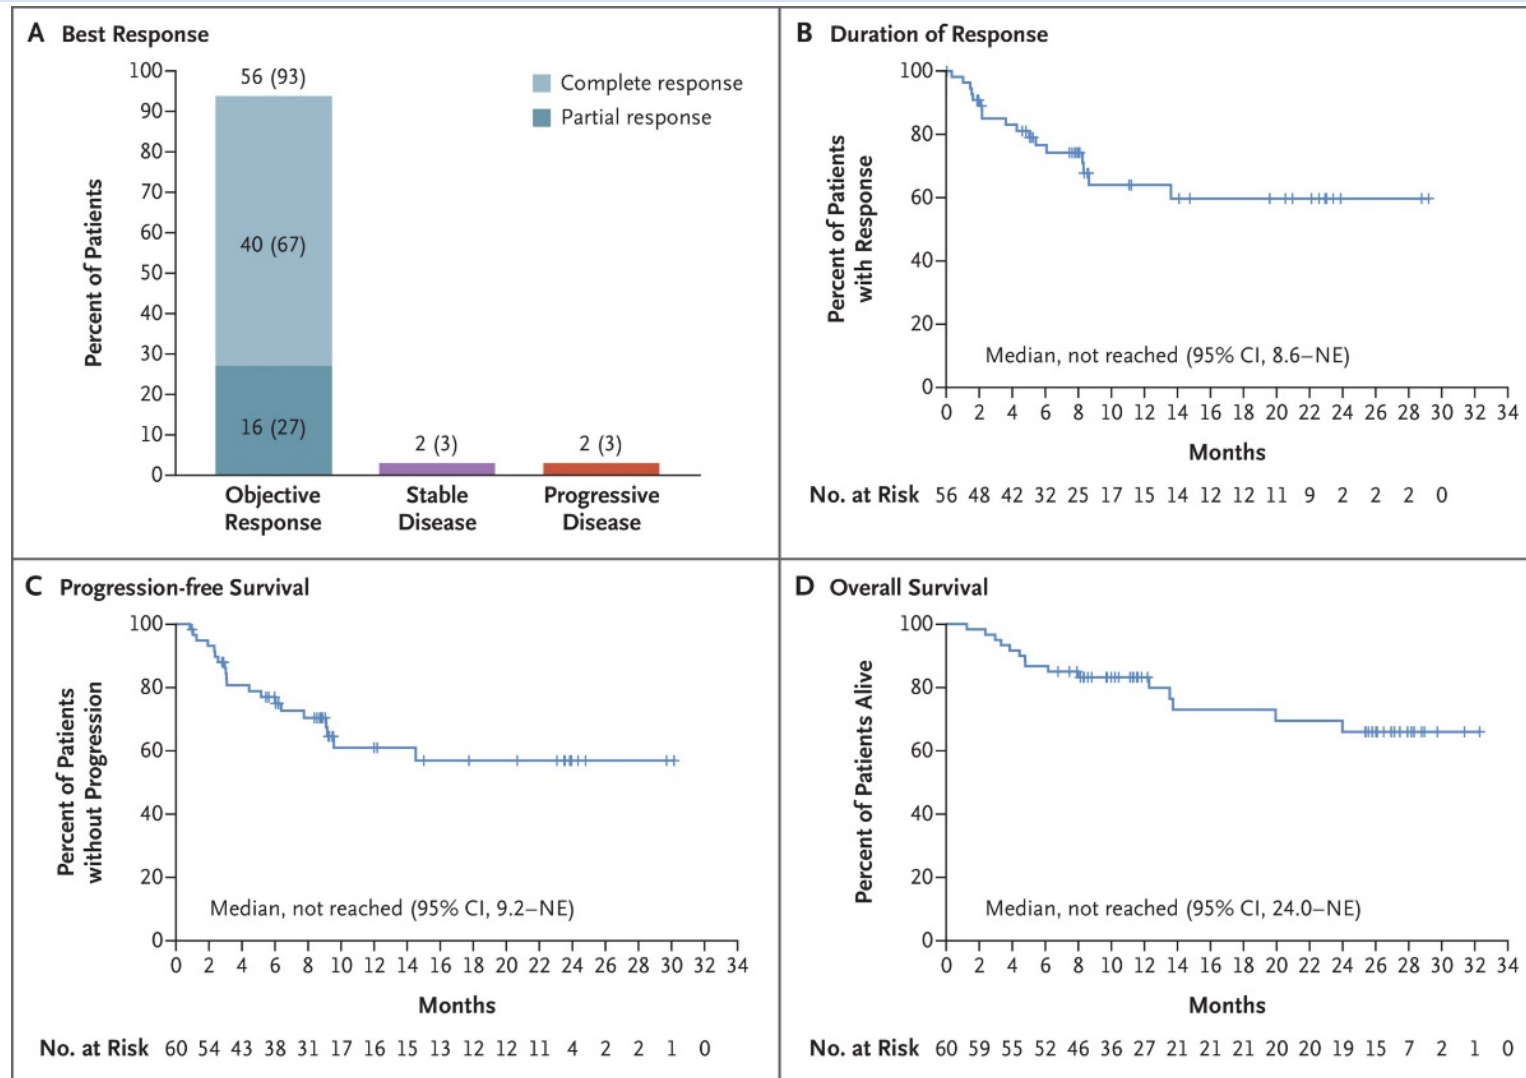 A Best Response
100
90
80
70
60
50
40
30
20
10
0
Percent of Patients
56 (93)
40 (67)
16 (27)
2 (3)
2 (3)
Complete response
Partial response
Objective
Response
Stable
Disease
Progressive
Disease
B Duration of Response
100
80
60
40
20
0
Percent of Patients
with Response
Median, not reached (95% CI, 8.6–NE)
0 2 4 6 8 10 12 14 16 18 20 22 24 26 28 30 32 34
Months
No. at Risk 56 48 42 32 25 17 15 14 12 12 11 9 2 2 2 0
C Progression-free Survival
100
80
60
40
20
0
Percent of Patients
without Progression
Median, not reached (95% CI, 9.2–NE)
0 2 4 6 8 10 12 14 16 18 20 22 24 26 28 30 32 34
Months
No. at Risk 60 54 43 38 31 17 16 15 13 12 12 11 4 2 2 1 0
D Overall Survival
100
80
60
40
20
0
Percent of Patients Alive
Median, not reached (95% CI, 24.0–NE)
0 2 4 6 8 10 12 14 16 18 20 22 24 26 28 30 32 34
Months
No. at Risk 60 59 55 52 46 36 27 21 21 21 20 20 19 15 7 2 1 0